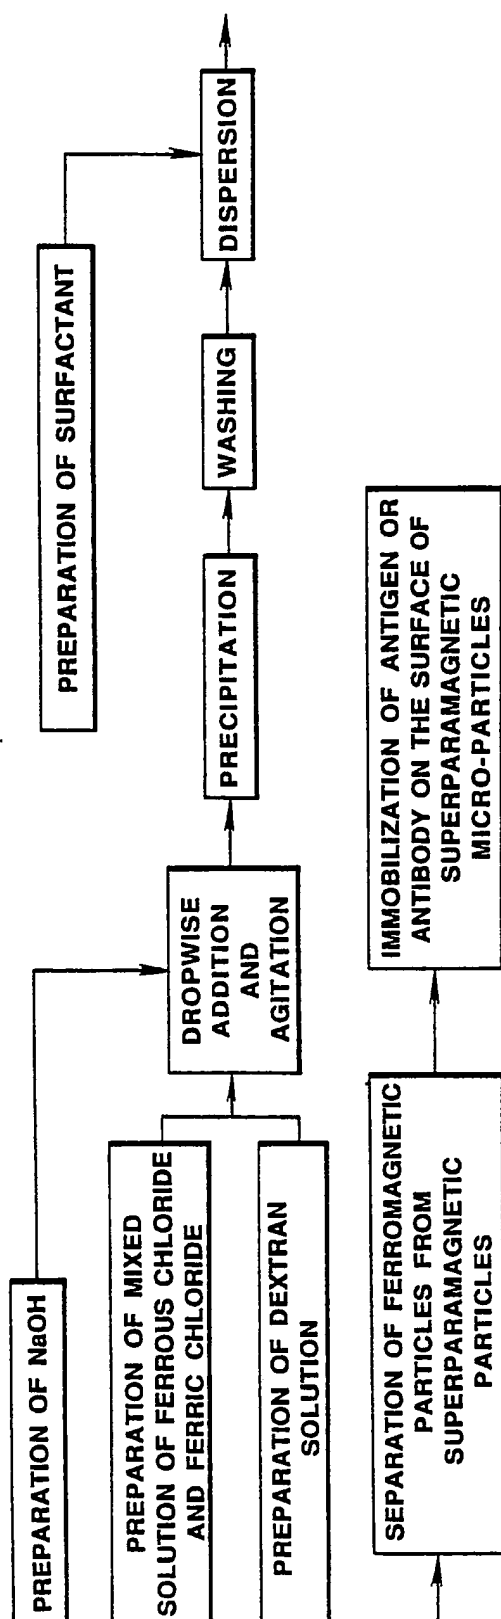 PREPARATION OF NaOH
PREPARATION OF MIXED
SOLUTION OF FERROUS CHLORIDE
AND FERRIC CHLORIDE
PREPARATION OF DEXTRAN
SOLUTION
DROPWISE
ADDITION
AND
AGITATION
PRECIPITATION
WASHING
PREPARATION OF SURFACTANT
DISPERSION
SEPARATION OF FERROMAGNETIC
PARTICLES FROM
SUPERPARAMAGNETIC
PARTICLES
IMMOBILIZATION OF ANTIGEN OR
ANTIBODY ON THE SURFACE OF
SUPERPARAMAGNETIC
MICRO-PARTICLES